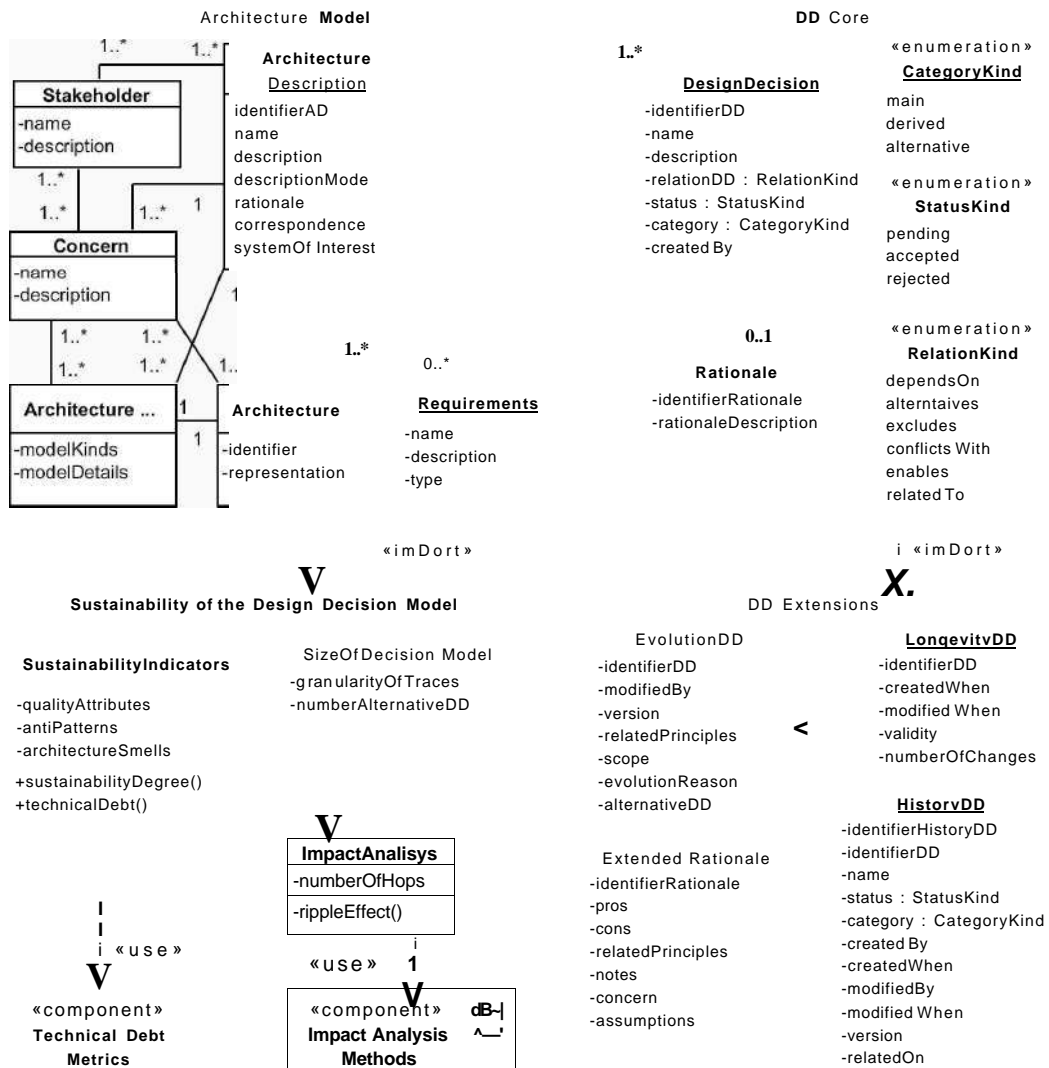 Architecture Model
1..*
1..*
Stakeholder
-name
-description
1..*
1..*
1..*
1
Concern
-name
-description
1
1..*
1..*
1..*
1..*
1..
Architecture ...
-modelKinds
-modelDetails
1
1
Architecture
Description
identifierAD
name
description
descriptionMode
rationale
correspondence
systemOf Interest
1..*
0..*
Architecture
-identifier
-representation
Requirements
-name
-description
-type
DD Core
1..*
DesignDecision
-identifierDD
-name
-description
-relationDD : RelationKind
-status : StatusKind
-category : CategoryKind
-created By
0..1
Rationale
-identifierRationale
-rationaleDescription
«enumeration»
CategoryKind
main
derived
alternative
«enumeration»
StatusKind
pending
accepted
rejected
«enumeration»
RelationKind
dependsOn
alterntaives
excludes
conflicts With
enables
related To
«imDort»
V
Sustainability of the Design Decision Model
SustainabilityIndicators
-qualityAttributes
-antiPatterns
-architectureSmells
+sustainabilityDegree()
+technicalDebt()
I
I
i «use»
V
«component»
Technical Debt
Metrics
SizeOfDecision Model
-granularityOfTraces
-numberAlternativeDD
V
ImpactAnalisys
-numberOfHops
-rippleEffect()
i
«use» 1
V
«component» dB~|
Impact Analysis ^—'
Methods
i «imDort»
X.
DD Extensions
EvolutionDD
-identifierDD
-modifiedBy
-version
-relatedPrinciples
-scope
-evolutionReason
-alternativeDD
<
Extended Rationale
-identifierRationale
-pros
-cons
-relatedPrinciples
-notes
-concern
-assumptions
LonqevitvDD
-identifierDD
-createdWhen
-modified When
-validity
-numberOfChanges
HistorvDD
-identifierHistoryDD
-identifierDD
-name
-status : StatusKind
-category : CategoryKind
-created By
-createdWhen
-modifiedBy
-modified When
-version
-relatedOn